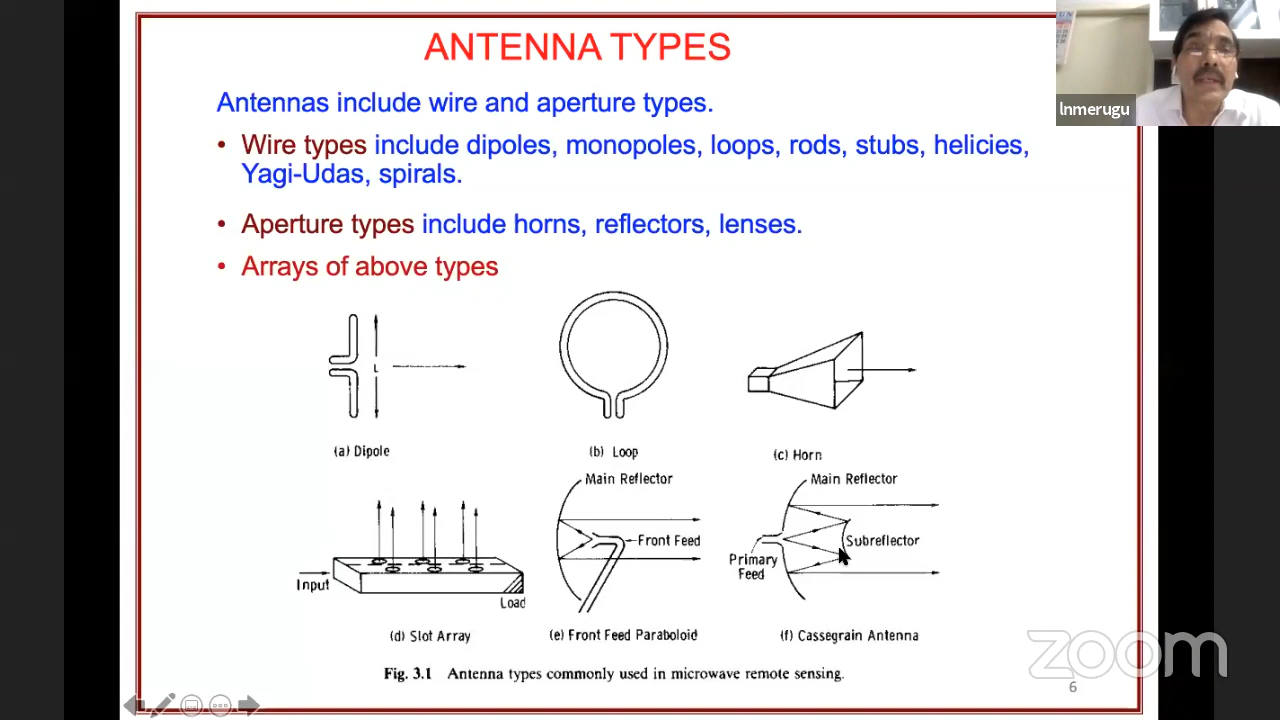 ANTENNA TYPES
lnmerugu
Antennas include wire and aperture types.
• Wire types include dipoles, monopoles, loops, rods, stubs, helicies,
Yagi-Udas, spirals.
• Aperture types include horns, reflectors, lenses.
• Arrays of above types
L
(a) Dipole
(b) Loop
(c) Horn
Main Reflector
Main Reflector
Front Feed
Subreflector
Primary
Feed
Input
Load
(d) Slot Array
(e) Front Feed Paraboloid
(f) Cassegrain Antenna
Fig. 3.1 Antenna types commonly used in microwave remote sensing.
zoom
6